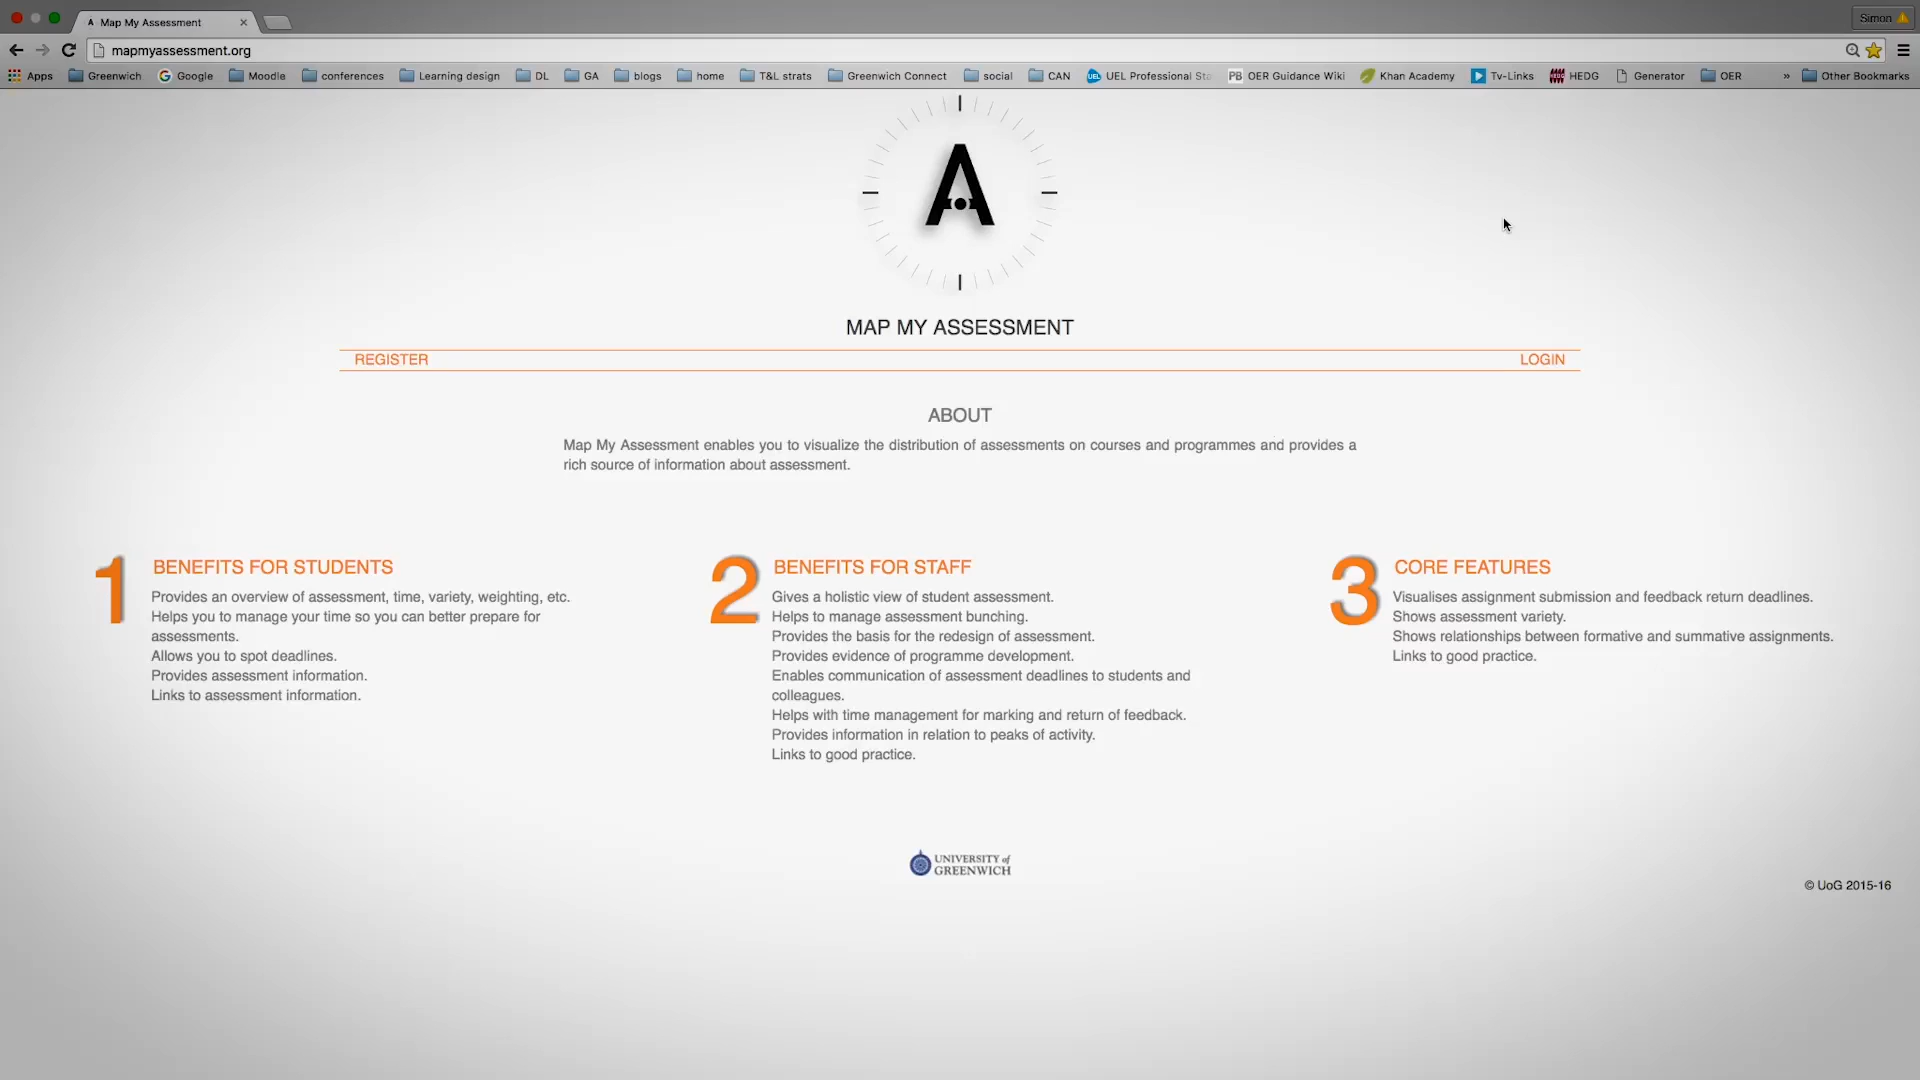 Map My Assessment
Simon
mapmyassessment.org
Apps Greenwich Google Moodle conferences Learning design DL GA blogs home T&L strats Greenwich Connect social CAN UEL Professional Sta OER Guidance Wiki Khan Academy Tv-Links HEDG Generator OER » Other Bookmarks
A
MAP MY ASSESSMENT
REGISTER LOGIN
ABOUT
Map My Assessment enables you to visualize the distribution of assessments on courses and programmes and provides a
rich source of information about assessment.
1 BENEFITS FOR STUDENTS
Provides an overview of assessment, time, variety, weighting, etc.
Helps you to manage your time so you can better prepare for
assessments.
Allows you to spot deadlines.
Provides assessment information.
Links to assessment information.
2 BENEFITS FOR STAFF
Gives a holistic view of student assessment.
Helps to manage assessment bunching.
Provides the basis for the redesign of assessment.
Provides evidence of programme development.
Enables communication of assessment deadlines to students and
colleagues.
Helps with time management for marking and return of feedback.
Provides information in relation to peaks of activity.
Links to good practice.
3 CORE FEATURES
Visualises assignment submission and feedback return deadlines.
Shows assessment variety.
Shows relationships between formative and summative assignments.
Links to good practice.
UNIVERSITY of
GREENWICH
© UoG 2015-16